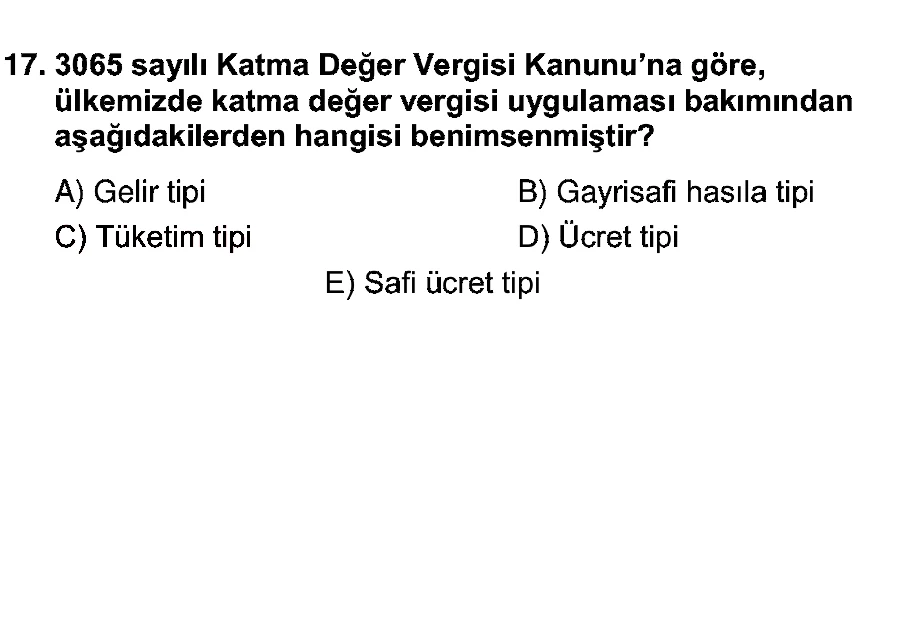 17. 3065 sayılı Katma Değer Vergisi Kanunu’na göre,
ülkemizde katma değer vergisi uygulaması bakımından
aşağıdakilerden hangisi benimsenmiştir?
A) Gelir tipi B) Gayrisafi hasıla tipi
C) Tüketim tipi D) Ücret tipi
E) Safi ücret tipi